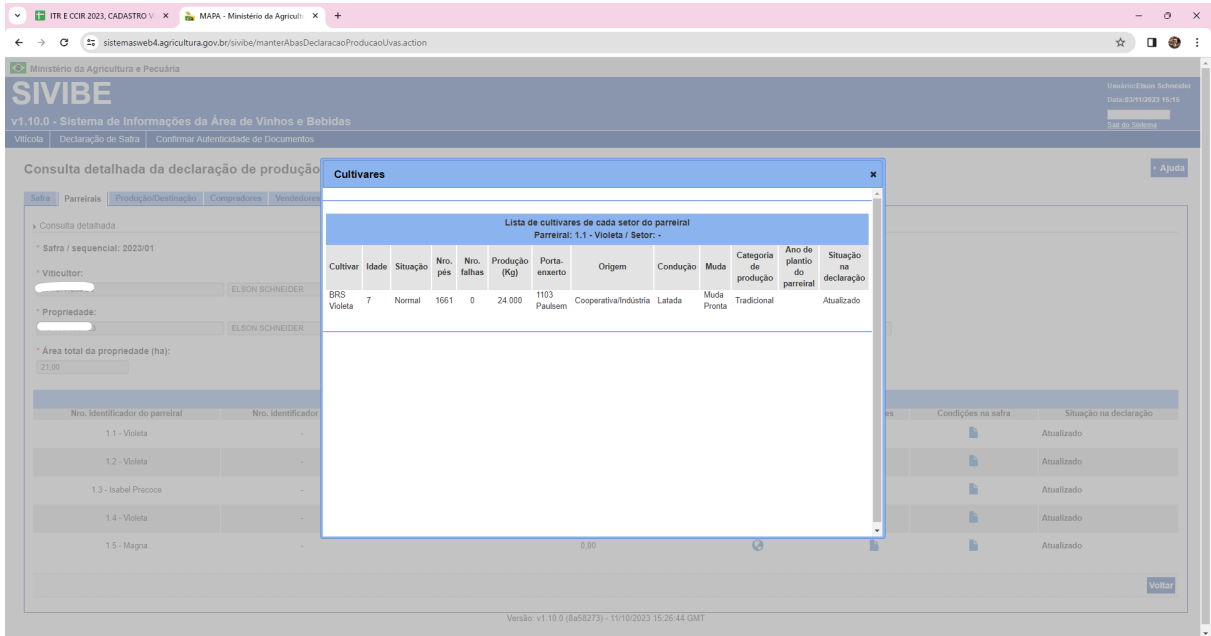 ITR E CCIR 2023, CADASTRO V
MAPA - Ministério da Agricult
sistemasweb4.agricultura.gov.br/sivibe/manterAbasDeclaracaoProducaoUvas.action
Ministério da Agricultura e Pecuária
SIVIBE
Usuário:Elson Schneider
Data:03/11/2023 15:15
v1.10.0 - Sistema de Informações da Área de Vinhos e Bebidas
Sair do Sistema
Vitícola Declaração de Safra Confirmar Autenticidade de Documentos
Consulta detalhada da declaração de produção
Ajuda
Safra Parreirais Produção/Destinação Compradores Vendedores
Consulta detalhada
* Safra / sequencial: 2023/01
* Viticultor:
ELSON SCHNEIDER
* Propriedade:
ELSON SCHNEIDER
* Área total da propriedade (ha):
21,00
Cultivares
Lista de cultivares de cada setor do parreiral
Parreiral: 1.1 - Violeta / Setor: -
Cultivar Idade Situação Nro. pés Nro. falhas Produção (Kg) Porta-enxerto Origem Condução Muda Categoria de produção Ano de plantio do parreiral Situação na declaração
BRS Violeta 7 Normal 1661 0 24.000 1103 Paulsem Cooperativa/Indústria Latada Muda Pronta Tradicional Atualizado
Nro. identificador do parreiral Nro. identificador es Condições na safra Situação na declaração
1.1 - Violeta - Atualizado
1.2 - Violeta - Atualizado
1.3 - Isabel Precoce - Atualizado
1.4 - Violeta - Atualizado
1.5 - Magna - 0,00 Atualizado
Voltar
Versão: v1.10.0 (8a58273) - 11/10/2023 15:26:44 GMT